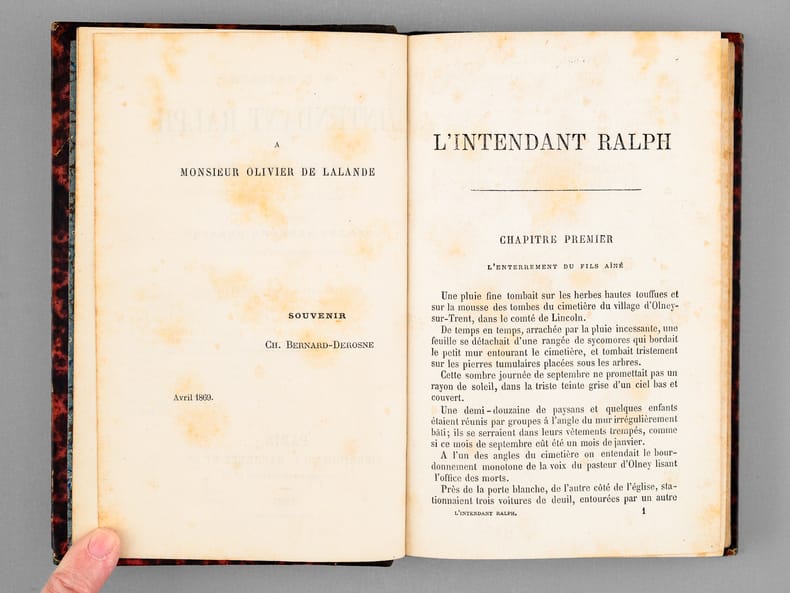 A
MONSIEUR OLIVIER DE LALANDE
SOUVENIR
CH. BERNARD-DEROSNE
Avril 1869.
L'INTENDANT RALPH
CHAPITRE PREMIER
L'ENTERREMENT DU FILS AÎNÉ
Une pluie fine tombait sur les herbes hautes touffues et
sur la mousse des tombes du cimetière du village d'Olney-
sur-Trent, dans le comté de Lincoln.
De temps en temps, arrachée par la pluie incessante, une
feuille se détachait d'une rangée de sycomores qui bordait
le petit mur entourant le cimetière, et tombait tristement
sur les pierres tumulaires placées sous les arbres.
Cette sombre journée de septembre ne promettait pas un
rayon de soleil, dans la triste teinte grise d'un ciel bas et
couvert.
Une demi-douzaine de paysans et quelques enfants
étaient réunis par groupes à l'angle du mur irrégulièrement
bâti; ils se serraient dans leurs vêtements trempés, comme
si ce mois de septembre eût été un mois de janvier.
A l'un des angles du cimetière on entendait le bour-
donnement monotone de la voix du pasteur d'Olney lisant
l'office des morts.
Près de la porte blanche, de l'autre côté de l'église, sta-
tionnaient trois voitures de deuil, entourées par un autre
L'INTENDANT RALPH. 1